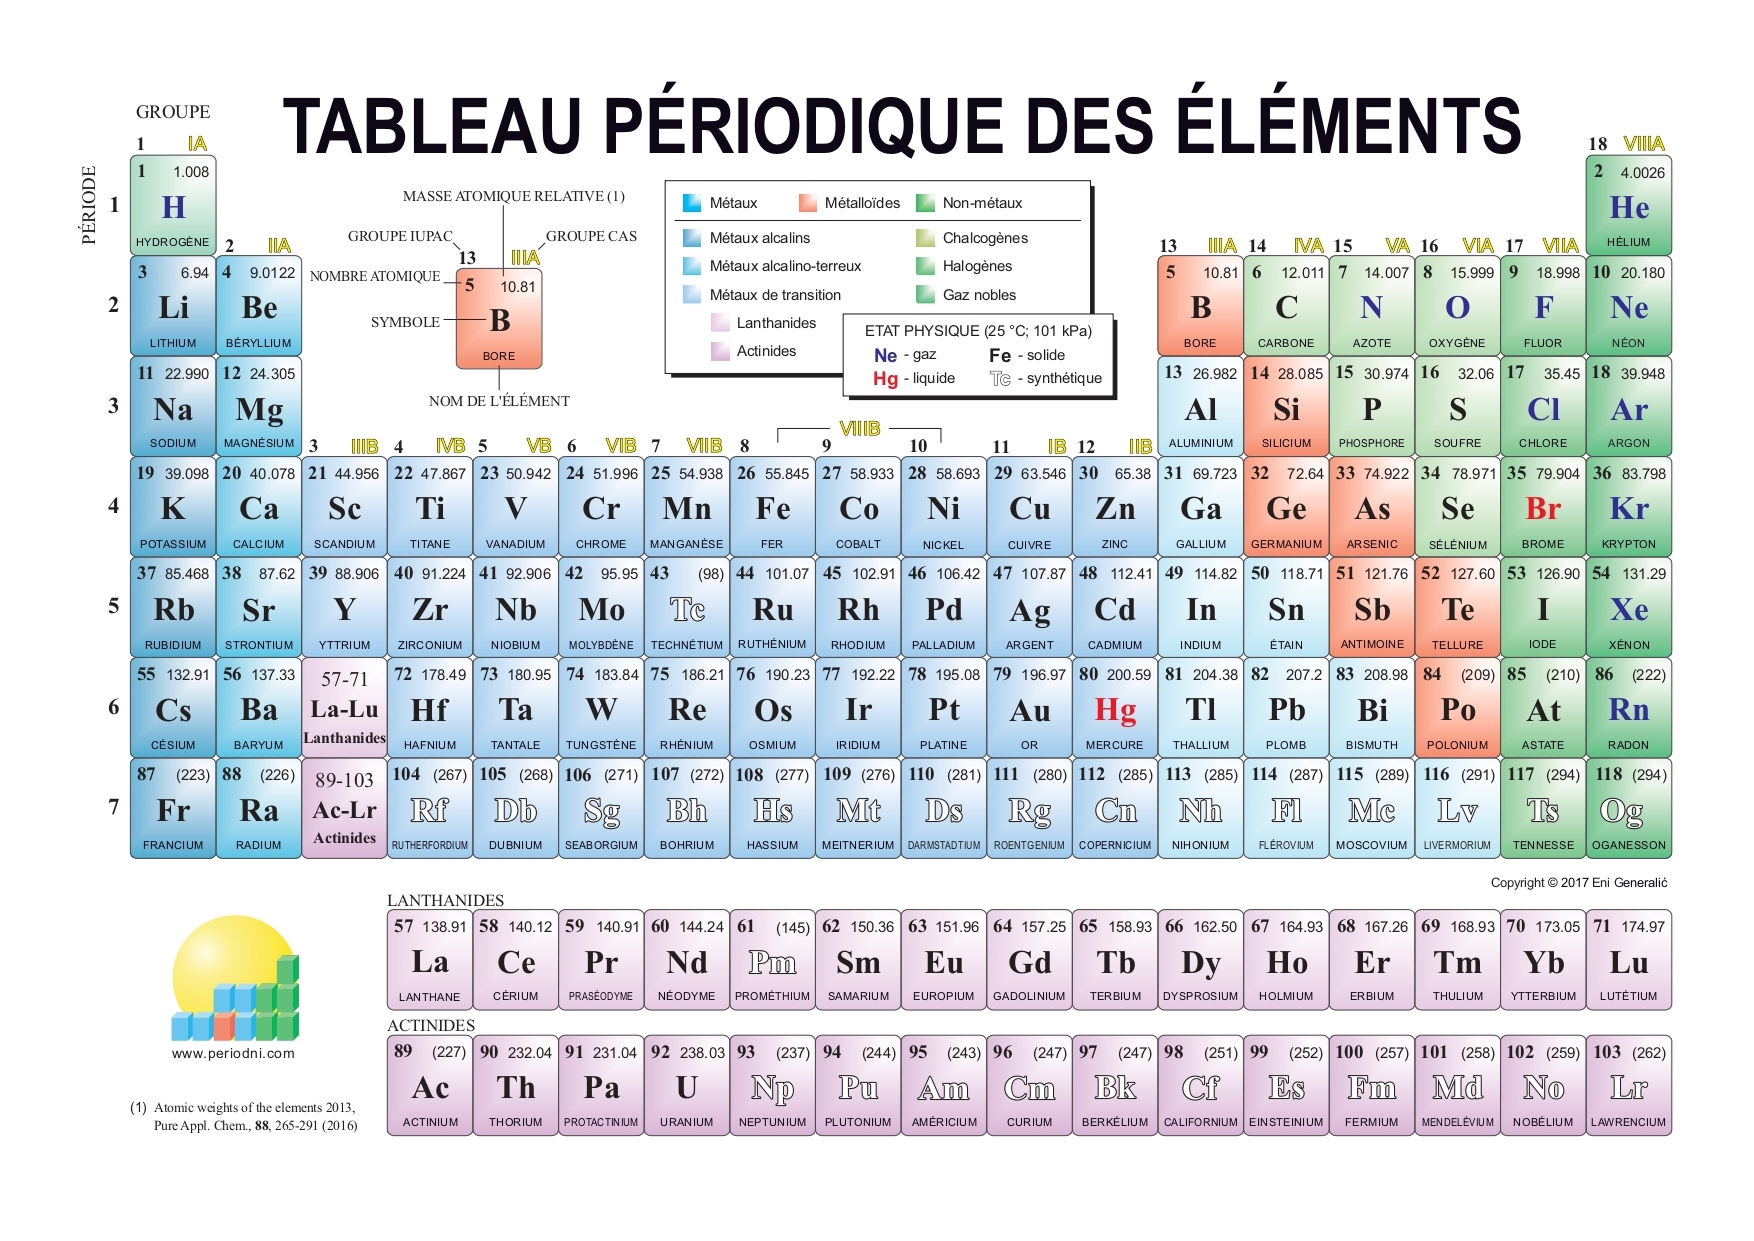 TABLEAU PÉRIODIQUE DES ÉLÉMENTS
GROUPE
PÉRIODE
1 IA
2 IIA
3 IIIB
4 IVB
5 VB
6 VIB
7 VIIB
8 VIIIB
9
10
11 IB
12 IIB
13 IIIA
14 IVA
15 VA
16 VIA
17 VIIA
18 VIIIA
MASSE ATOMIQUE RELATIVE (1)
GROUPE IUPAC
GROUPE CAS
13 IIIA
NOMBRE ATOMIQUE
5 10.81
SYMBOLE
B
BORE
NOM DE L'ÉLÉMENT
Métaux
Métalloïdes
Non-métaux
Métaux alcalins
Chalcogènes
Métaux alcalino-terreux
Halogènes
Métaux de transition
Gaz nobles
Lanthanides
Actinides
ETAT PHYSIQUE (25 °C; 101 kPa)
Ne - gaz
Fe - solide
Hg - liquide
Tc - synthétique
1
1 1.008
H
HYDROGÈNE
2 4.0026
He
HÉLIUM
2
3 6.94
Li
LITHIUM
4 9.0122
Be
BÉRYLLIUM
5 10.81
B
BORE
6 12.011
C
CARBONE
7 14.007
N
AZOTE
8 15.999
O
OXYGÈNE
9 18.998
F
FLUOR
10 20.180
Ne
NÉON
3
11 22.990
Na
SODIUM
12 24.305
Mg
MAGNÉSIUM
13 26.982
Al
ALUMINIUM
14 28.085
Si
SILICIUM
15 30.974
P
PHOSPHORE
16 32.06
S
SOUFRE
17 35.45
Cl
CHLORE
18 39.948
Ar
ARGON
4
19 39.098
K
POTASSIUM
20 40.078
Ca
CALCIUM
21 44.956
Sc
SCANDIUM
22 47.867
Ti
TITANE
23 50.942
V
VANADIUM
24 51.996
Cr
CHROME
25 54.938
Mn
MANGANÈSE
26 55.845
Fe
FER
27 58.933
Co
COBALT
28 58.693
Ni
NICKEL
29 63.546
Cu
CUIVRE
30 65.38
Zn
ZINC
31 69.723
Ga
GALLIUM
32 72.64
Ge
GERMANIUM
33 74.922
As
ARSENIC
34 78.971
Se
SÉLÉNIUM
35 79.904
Br
BROME
36 83.798
Kr
KRYPTON
5
37 85.468
Rb
RUBIDIUM
38 87.62
Sr
STRONTIUM
39 88.906
Y
YTTRIUM
40 91.224
Zr
ZIRCONIUM
41 92.906
Nb
NIOBIUM
42 95.95
Mo
MOLYBDÈNE
43 (98)
Tc
TECHNÉTIUM
44 101.07
Ru
RUTHÉNIUM
45 102.91
Rh
RHODIUM
46 106.42
Pd
PALLADIUM
47 107.87
Ag
ARGENT
48 112.41
Cd
CADMIUM
49 114.82
In
INDIUM
50 118.71
Sn
ÉTAIN
51 121.76
Sb
ANTIMOINE
52 127.60
Te
TELLURE
53 126.90
I
IODE
54 131.29
Xe
XÉNON
6
55 132.91
Cs
CÉSIUM
56 137.33
Ba
BARYUM
57-71
La-Lu
Lanthanides
72 178.49
Hf
HAFNIUM
73 180.95
Ta
TANTALE
74 183.84
W
TUNGSTÈNE
75 186.21
Re
RHÉNIUM
76 190.23
Os
OSMIUM
77 192.22
Ir
IRIDIUM
78 195.08
Pt
PLATINE
79 196.97
Au
OR
80 200.59
Hg
MERCURE
81 204.38
Tl
THALLIUM
82 207.2
Pb
PLOMB
83 208.98
Bi
BISMUTH
84 (209)
Po
POLONIUM
85 (210)
At
ASTATE
86 (222)
Rn
RADON
7
87 (223)
Fr
FRANCIUM
88 (226)
Ra
RADIUM
89-103
Ac-Lr
Actinides
104 (267)
Rf
RUTHERFORDIUM
105 (268)
Db
DUBNIUM
106 (271)
Sg
SEABORGIUM
107 (272)
Bh
BOHRIUM
108 (277)
Hs
HASSIUM
109 (276)
Mt
MEITNERIUM
110 (281)
Ds
DARMSTADTIUM
111 (280)
Rg
ROENTGENIUM
112 (285)
Cn
COPERNICIUM
113 (285)
Nh
NIHONIUM
114 (287)
Fl
FLÉROVIUM
115 (289)
Mc
MOSCOVIUM
116 (291)
Lv
LIVERMORIUM
117 (294)
Ts
TENNESSE
118 (294)
Og
OGANESSON
Copyright © 2017 Eni Generalić
LANTHANIDES
57 138.91
La
LANTHANE
58 140.12
Ce
CÉRIUM
59 140.91
Pr
PRASÉODYME
60 144.24
Nd
NÉODYME
61 (145)
Pm
PROMÉTHIUM
62 150.36
Sm
SAMARIUM
63 151.96
Eu
EUROPIUM
64 157.25
Gd
GADOLINIUM
65 158.93
Tb
TERBIUM
66 162.50
Dy
DYSPROSIUM
67 164.93
Ho
HOLMIUM
68 167.26
Er
ERBIUM
69 168.93
Tm
THULIUM
70 173.05
Yb
YTTERBIUM
71 174.97
Lu
LUTÉTIUM
ACTINIDES
89 (227)
Ac
ACTINIUM
90 232.04
Th
THORIUM
91 231.04
Pa
PROTACTINIUM
92 238.03
U
URANIUM
93 (237)
Np
NEPTUNIUM
94 (244)
Pu
PLUTONIUM
95 (243)
Am
AMÉRICIUM
96 (247)
Cm
CURIUM
97 (247)
Bk
BERKÉLIUM
98 (251)
Cf
CALIFORNIUM
99 (252)
Es
EINSTEINIUM
100 (257)
Fm
FERMIUM
101 (258)
Md
MENDELÉVIUM
102 (259)
No
NOBÉLIUM
103 (262)
Lr
LAWRENCIUM
www.periodni.com
(1) Atomic weights of the elements 2013,
Pure Appl. Chem., 88, 265-291 (2016)